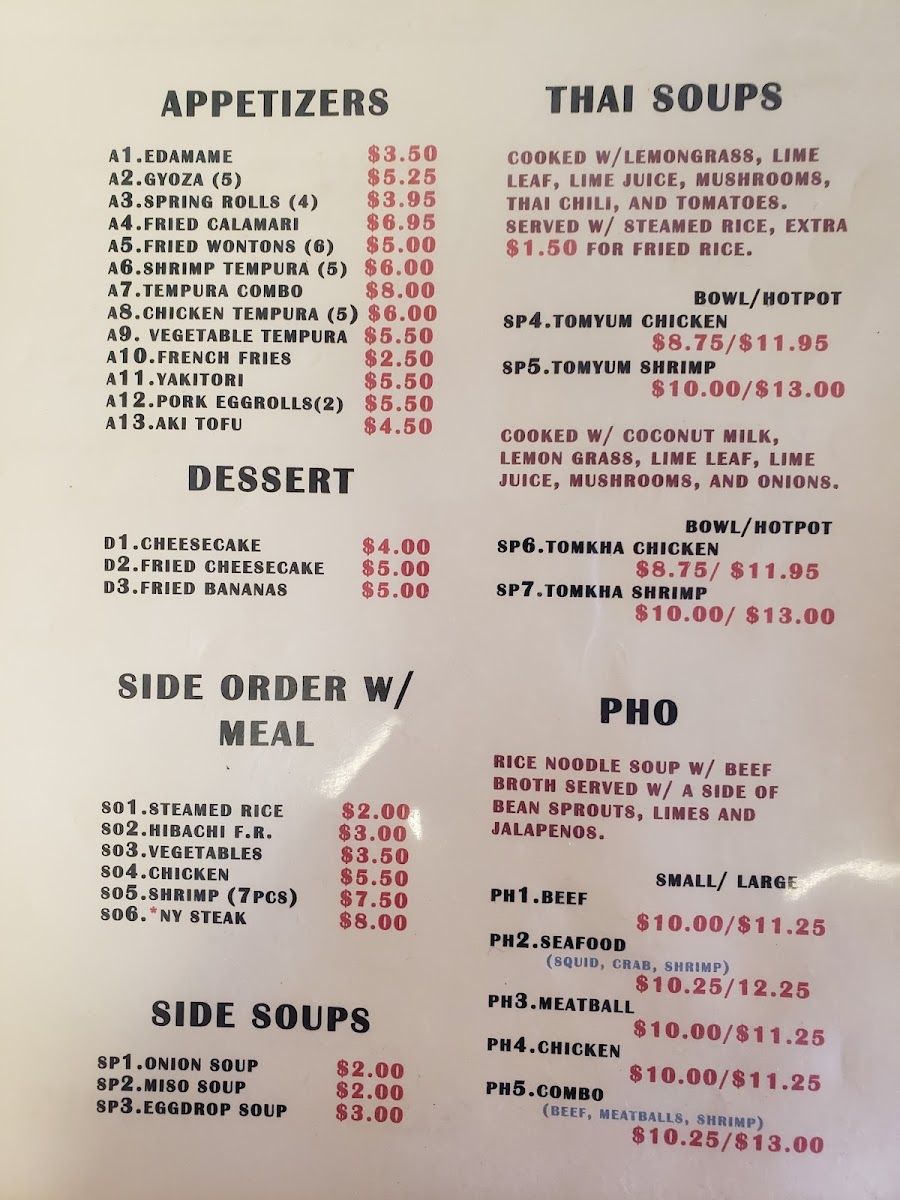 APPETIZERS
A1.EDAMAME $3.50
A2.GYOZA (5) $5.25
A3.SPRING ROLLS (4) $3.95
A4.FRIED CALAMARI $6.95
A5.FRIED WONTONS (6) $5.00
A6.SHRIMP TEMPURA (5) $6.00
A7.TEMPURA COMBO $8.00
A8.CHICKEN TEMPURA (5) $6.00
A9. VEGETABLE TEMPURA $5.50
A10.FRENCH FRIES $2.50
A11.YAKITORI $5.50
A12.PORK EGGROLLS(2) $5.50
A13.AKI TOFU $4.50
DESSERT
D1.CHEESECAKE $4.00
D2.FRIED CHEESECAKE $5.00
D3.FRIED BANANAS $5.00
SIDE ORDER W/
MEAL
SO1.STEAMED RICE $2.00
SO2.HIBACHI F.R. $3.00
SO3.VEGETABLES $3.50
SO4.CHICKEN $5.50
SO5.SHRIMP (7PCS) $7.50
SO6.*NY STEAK $8.00
SIDE SOUPS
SP1.ONION SOUP $2.00
SP2.MISO SOUP $2.00
SP3.EGGDROP SOUP $3.00
THAI SOUPS
COOKED W/LEMONGRASS, LIME
LEAF, LIME JUICE, MUSHROOMS,
THAI CHILI, AND TOMATOES.
SERVED W/ STEAMED RICE, EXTRA
$1.50 FOR FRIED RICE.
BOWL/HOTPOT
SP4.TOMYUM CHICKEN
$8.75/$11.95
SP5.TOMYUM SHRIMP
$10.00/$13.00
COOKED W/ COCONUT MILK,
LEMON GRASS, LIME LEAF, LIME
JUICE, MUSHROOMS, AND ONIONS.
BOWL/HOTPOT
SP6.TOMKHA CHICKEN
$8.75/ $11.95
SP7.TOMKHA SHRIMP
$10.00/ $13.00
PHO
RICE NOODLE SOUP W/ BEEF
BROTH SERVED W/ A SIDE OF
BEAN SPROUTS, LIMES AND
JALAPENOS.
SMALL/ LARGE
PH1.BEEF
$10.00/$11.25
PH2.SEAFOOD
(SQUID, CRAB, SHRIMP)
$10.25/12.25
PH3.MEATBALL
$10.00/$11.25
PH4.CHICKEN
$10.00/$11.25
PH5.COMBO
(BEEF, MEATBALLS, SHRIMP)
$10.25/$13.00